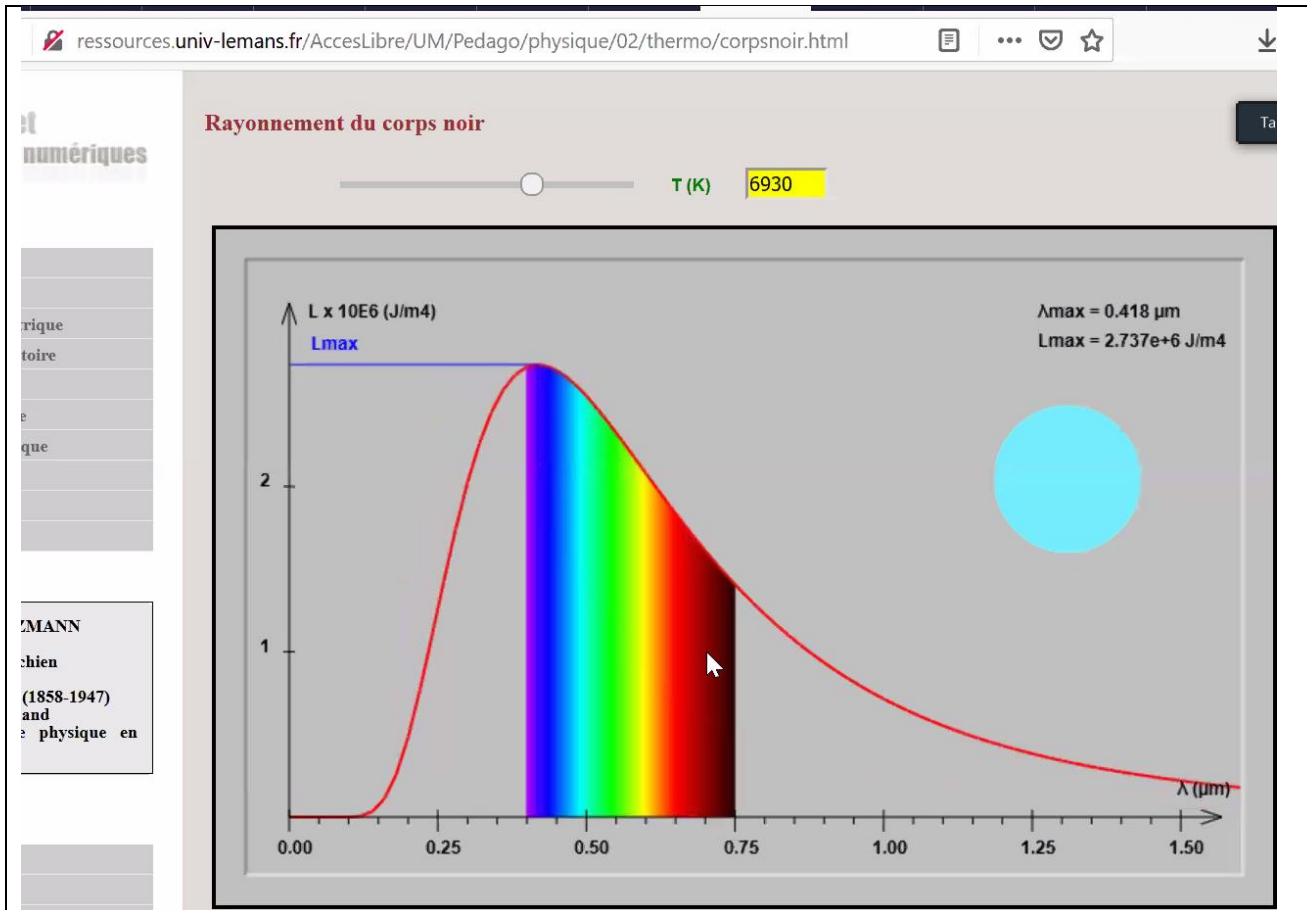 ressources.univ-lemans.fr/AccesLibre/UM/Pedago/physique/02/thermo/corpsnoir.html
et
numériques
Rayonnement du corps noir
Ta
T (K)
6930
rique
toire
e
que
L x 10E6 (J/m4)
Lmax
λmax = 0.418 µm
Lmax = 2.737e+6 J/m4
2
1
λ (µm)
0.00 0.25 0.50 0.75 1.00 1.25 1.50
ZMANN
chien
(1858-1947)
and
e physique en